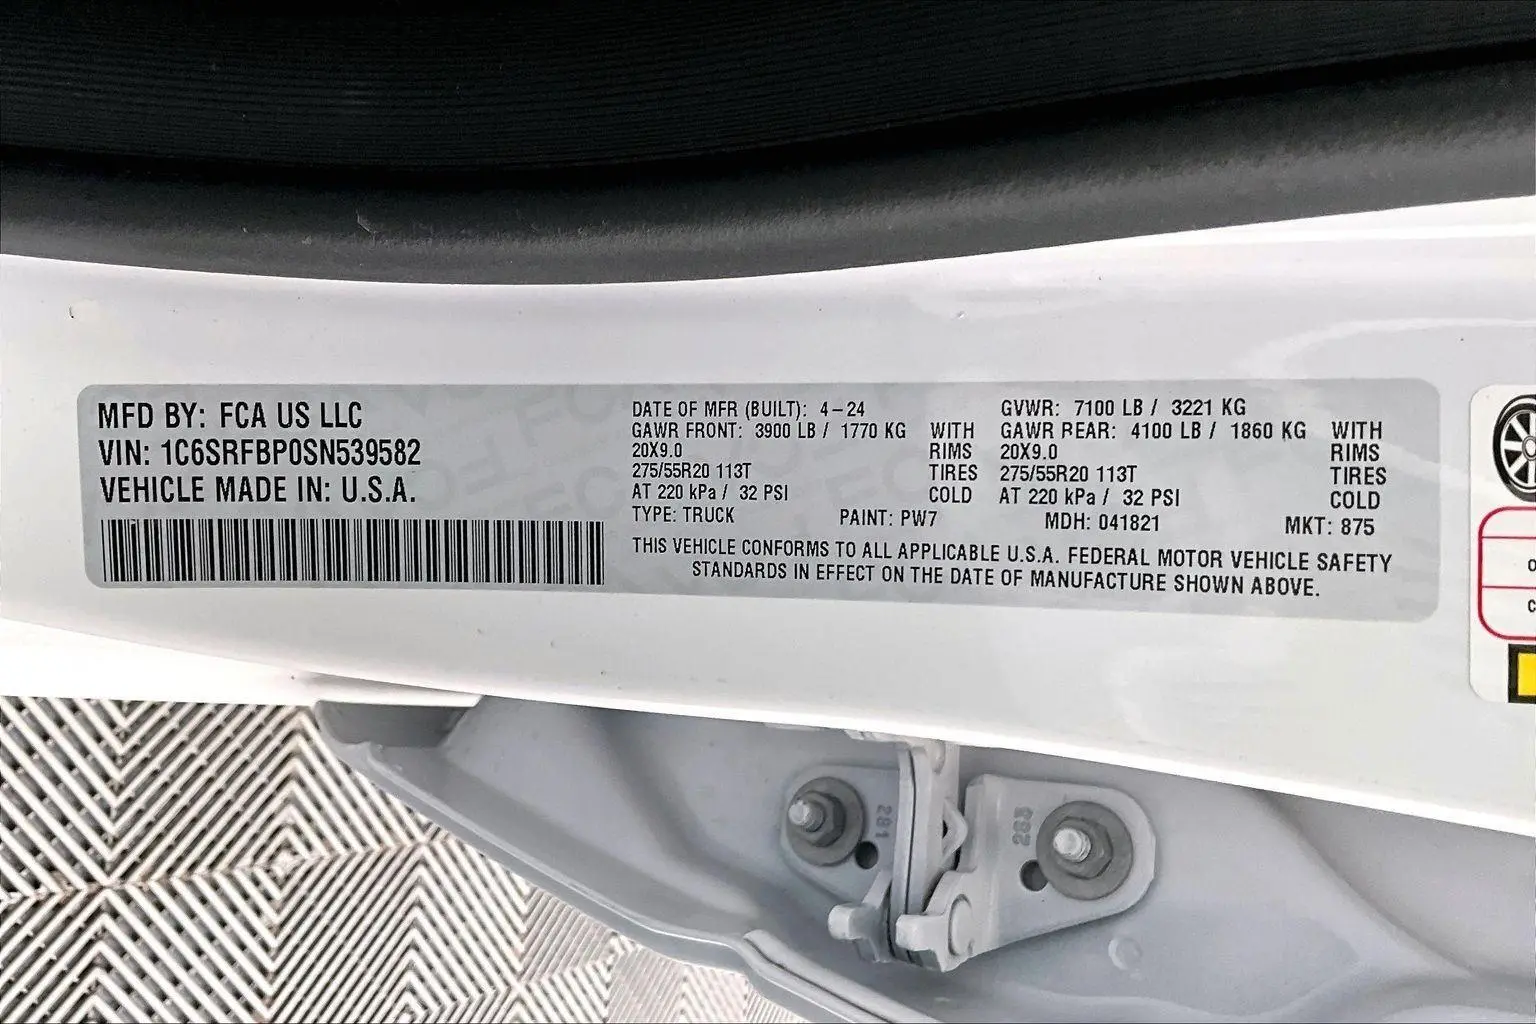 MFD BY: FCA US LLC
VIN: 1C6SRFBP0SN539582
VEHICLE MADE IN: U.S.A.
DATE OF MFR (BUILT): 4-24
GAWR FRONT: 3900 LB / 1770 KG WITH
20X9.0 RIMS
275/55R20 113T TIRES
AT 220 kPa / 32 PSI COLD
GVWR: 7100 LB / 3221 KG
GAWR REAR: 4100 LB / 1860 KG WITH
20X9.0 RIMS
275/55R20 113T TIRES
AT 220 kPa / 32 PSI COLD
TYPE: TRUCK PAINT: PW7 MDH: 041821 MKT: 875
THIS VEHICLE CONFORMS TO ALL APPLICABLE U.S.A. FEDERAL MOTOR VEHICLE SAFETY
STANDARDS IN EFFECT ON THE DATE OF MANUFACTURE SHOWN ABOVE.